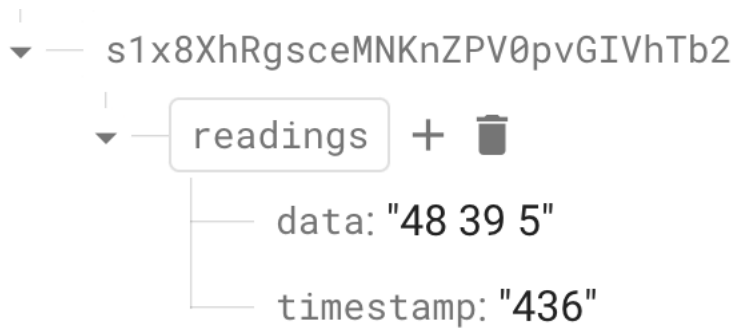 s1x8XhRgsceMNKnZPV0pvGIVhTb2
readings
data: "48 39 5"
timestamp: "436"